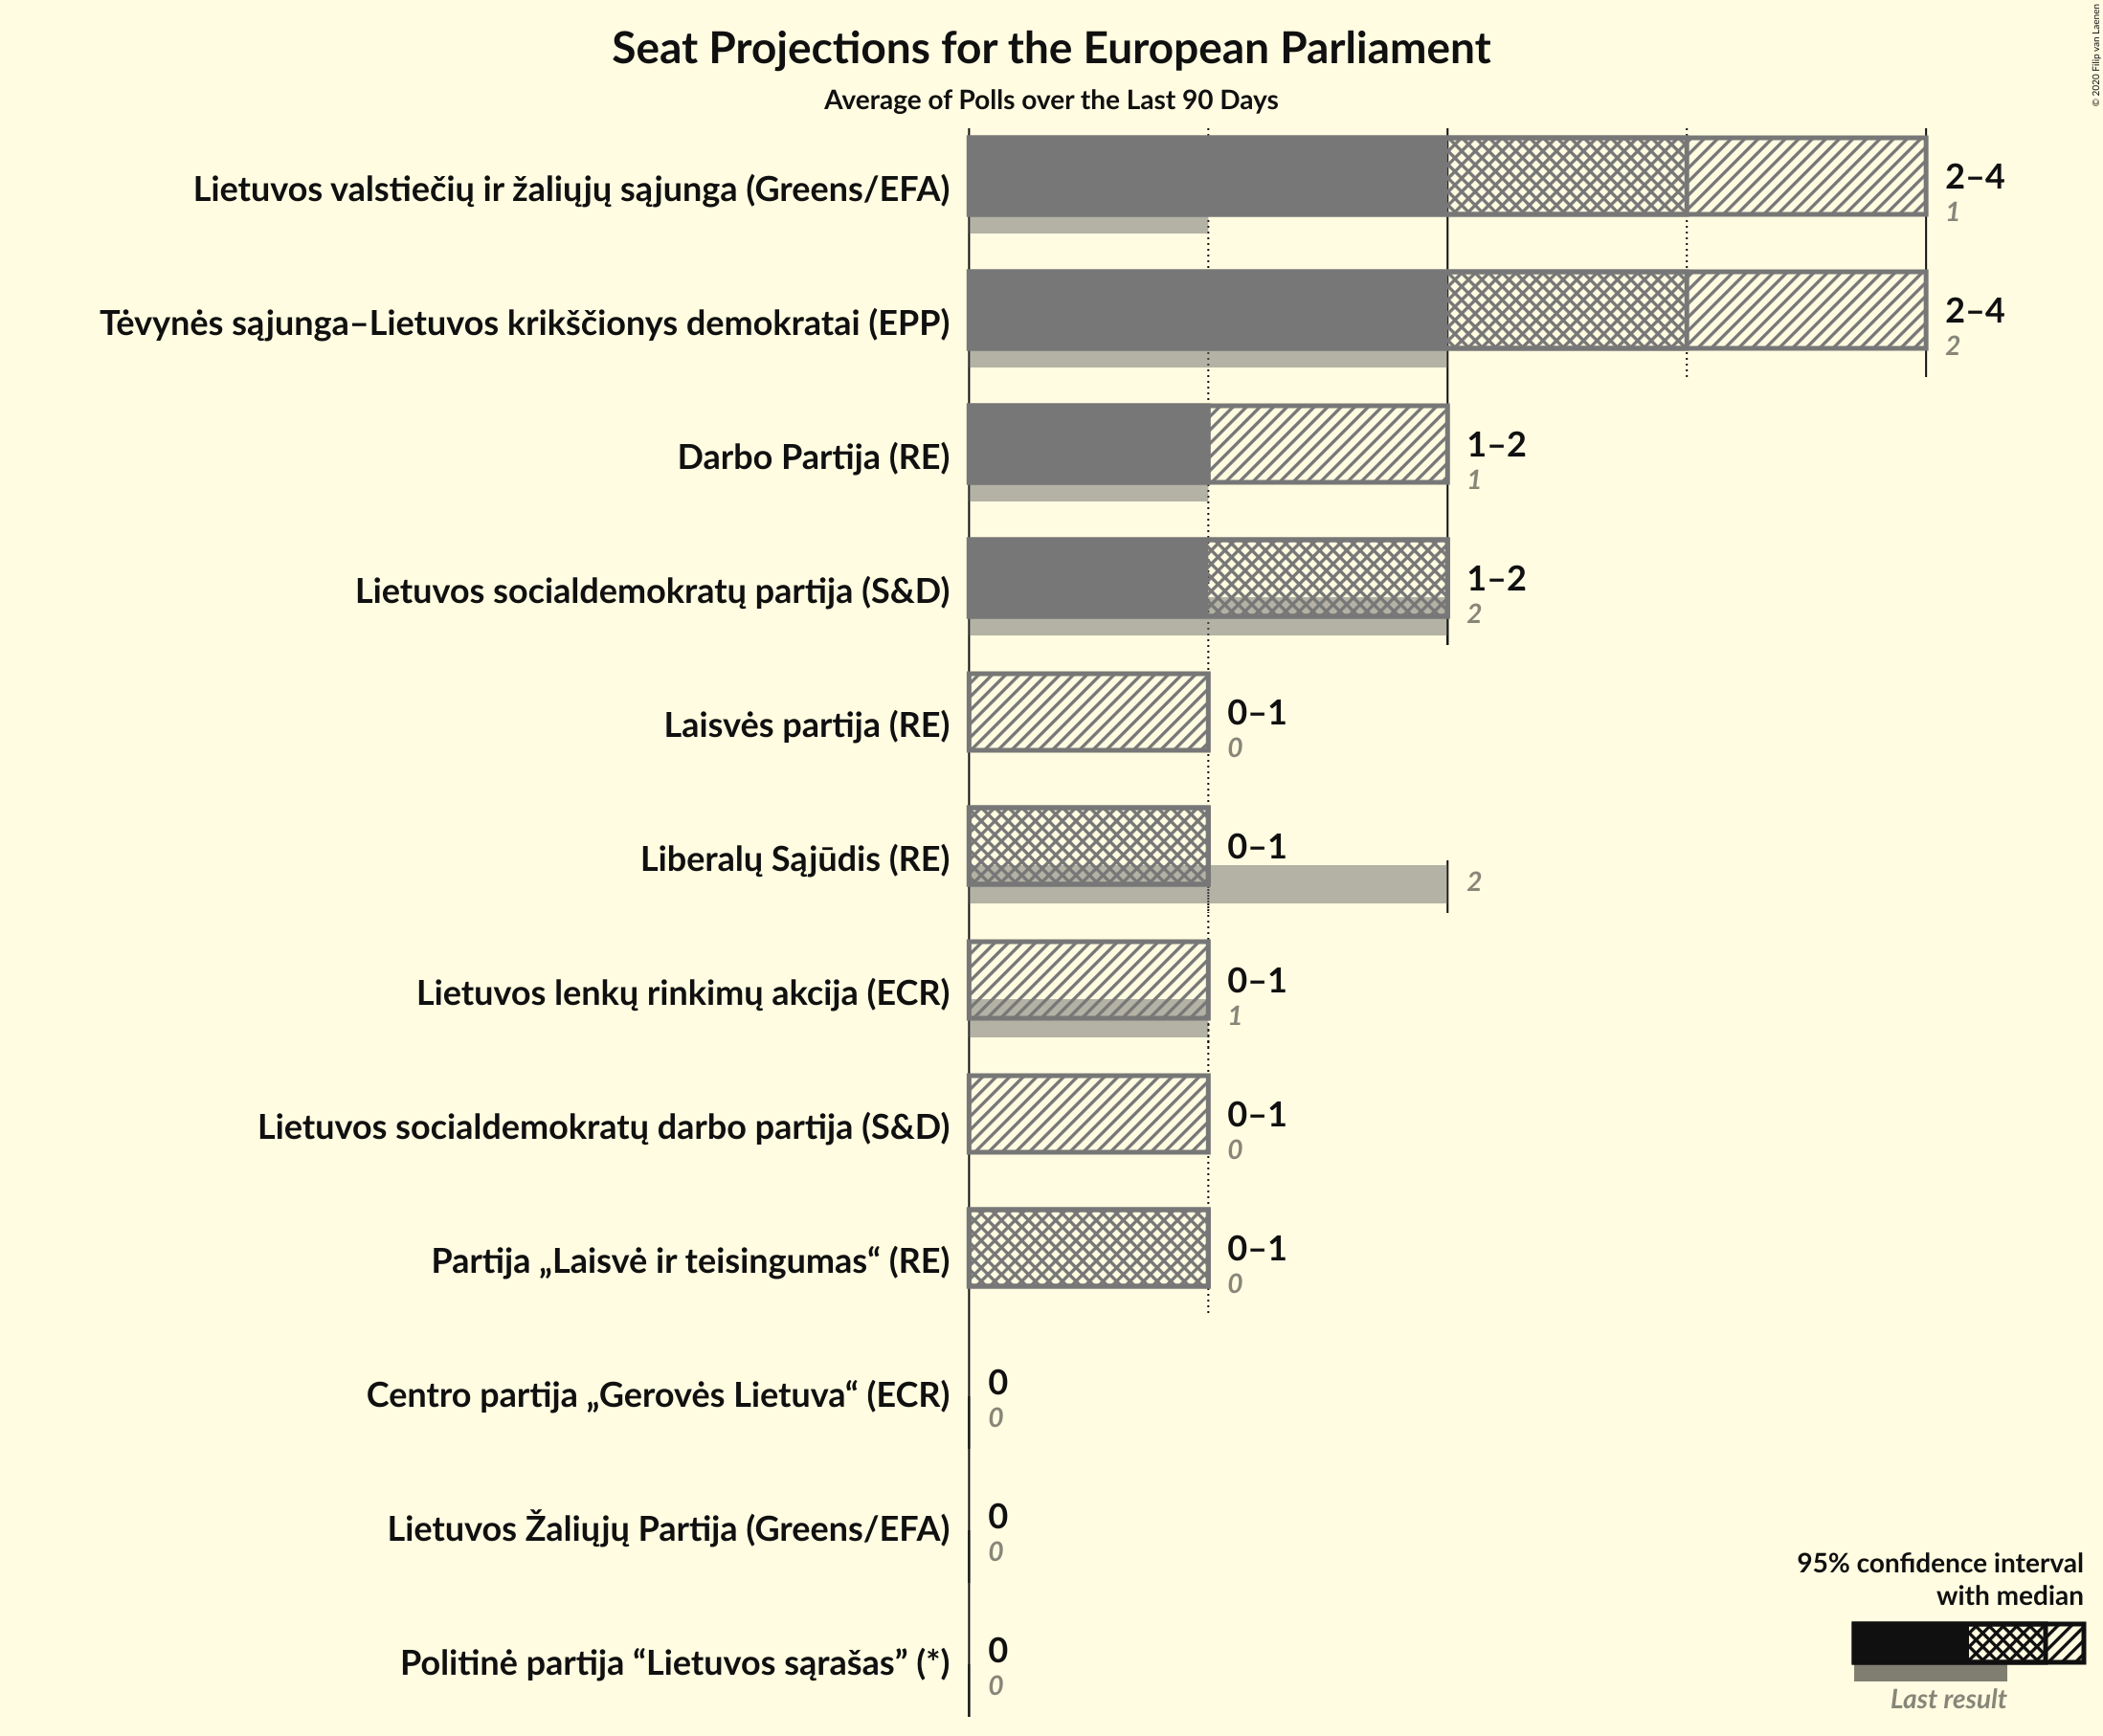 Seat Projections for the European Parliament
Average of Polls over the Last 90 Days
© 2020 Filip van Laenen
Lietuvos valstiečių ir žaliųjų sąjunga (Greens/EFA)
2–4
1
Tėvynės sąjunga–Lietuvos krikščionys demokratai (EPP)
2–4
2
Darbo Partija (RE)
1–2
1
Lietuvos socialdemokratų partija (S&D)
1–2
2
Laisvės partija (RE)
0–1
0
Liberalų Sąjūdis (RE)
0–1
2
Lietuvos lenkų rinkimų akcija (ECR)
0–1
1
Lietuvos socialdemokratų darbo partija (S&D)
0–1
0
Partija „Laisvė ir teisingumas“ (RE)
0–1
0
Centro partija „Gerovės Lietuva“ (ECR)
0
0
Lietuvos Žaliųjų Partija (Greens/EFA)
0
0
Politinė partija “Lietuvos sąrašas” (*)
0
0
95% confidence interval
with median
Last result